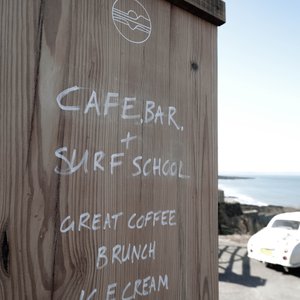 CAFE, BAR,
+
SURF SCHOOL
GREAT COFFEE
BRUNCH
ICE CREAM